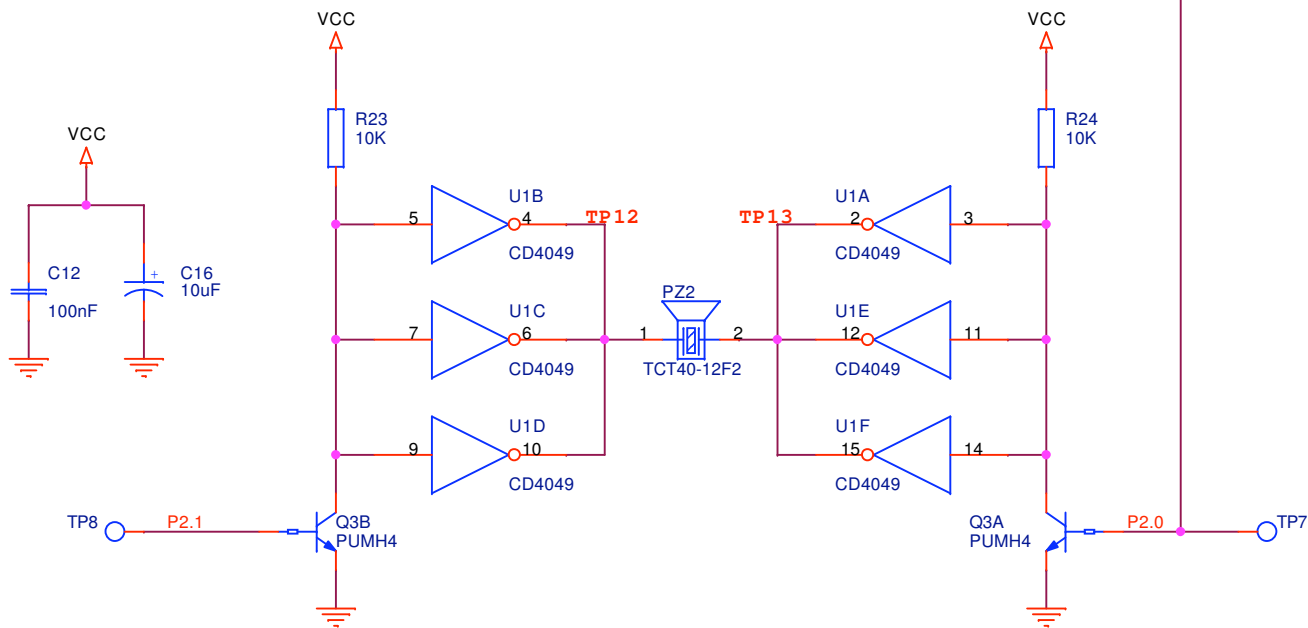 VCC
VCC
R23
10K
R24
10K
VCC
U1B
5
4
TP12
CD4049
U1A
TP13
2
3
CD4049
C12
100nF
+
C16
10uF
PZ2
U1C
7
6
CD4049
1
2
TCT40-12F2
U1E
12
11
CD4049
U1D
9
10
CD4049
U1F
15
14
CD4049
TP8
P2.1
Q3B
PUMH4
Q3A
PUMH4
P2.0
TP7